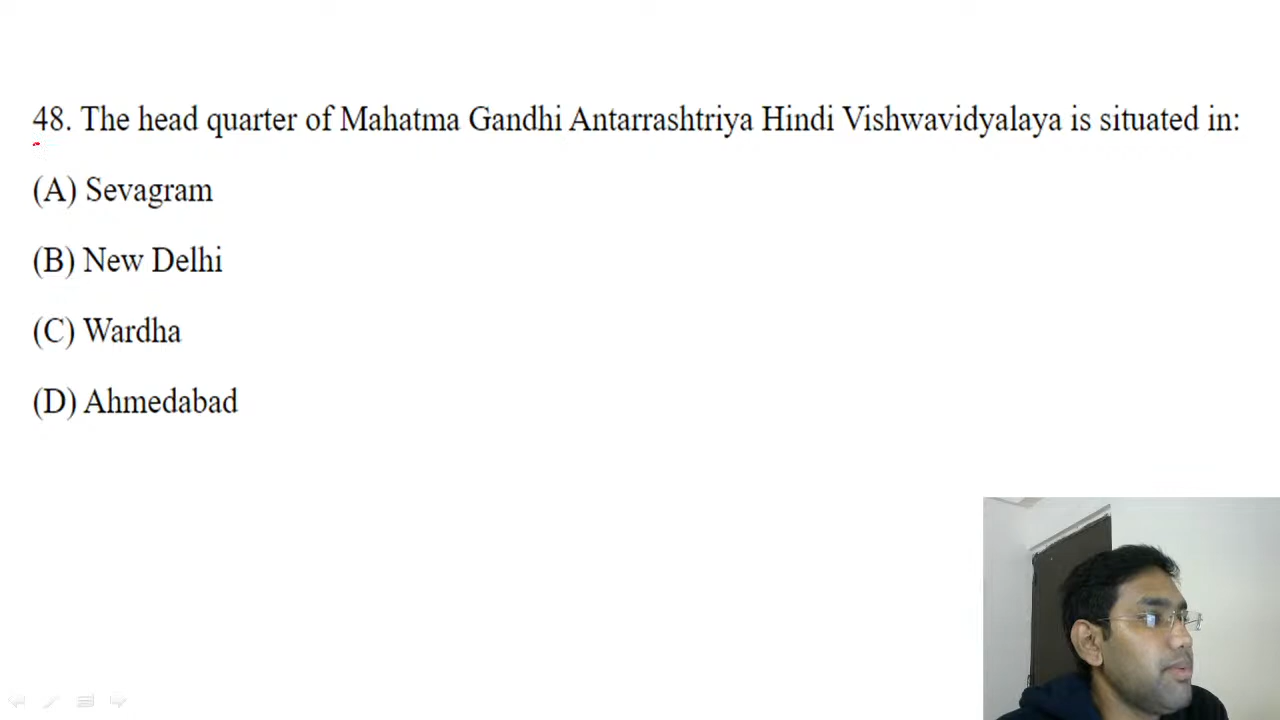 48. The head quarter of Mahatma Gandhi Antarrashtriya Hindi Vishwavidyalaya is situated in:
(A) Sevagram
(B) New Delhi
(C) Wardha
(D) Ahmedabad